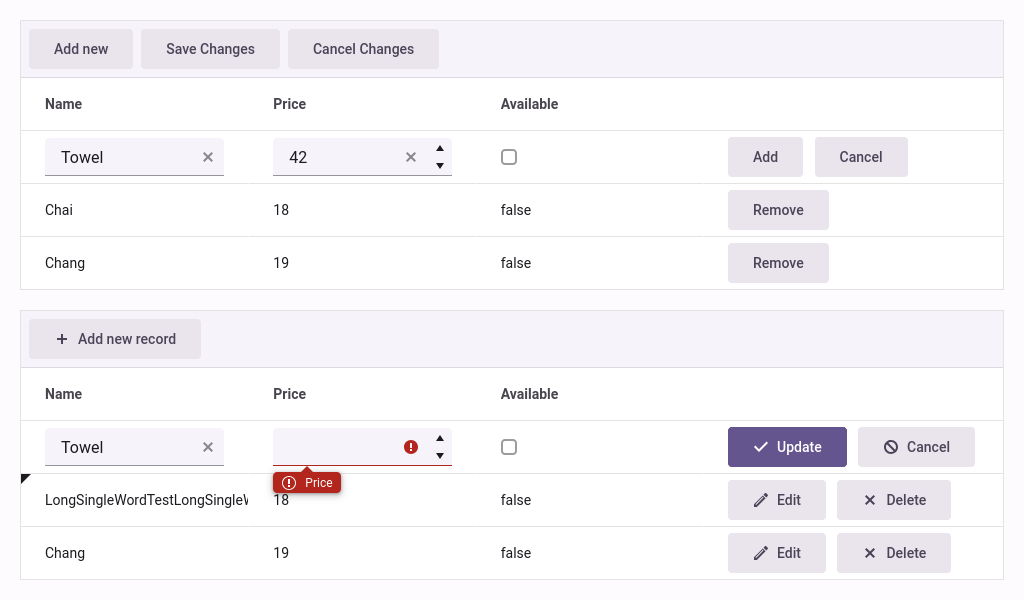 Add new Save Changes Cancel Changes
Name Price Available
Towel 42 Add Cancel
Chai 18 false Remove
Chang 19 false Remove
Add new record
Name Price Available
Towel Update Cancel
Price
LongSingleWordTestLongSingle 18 false Edit Delete
Chang 19 false Edit Delete